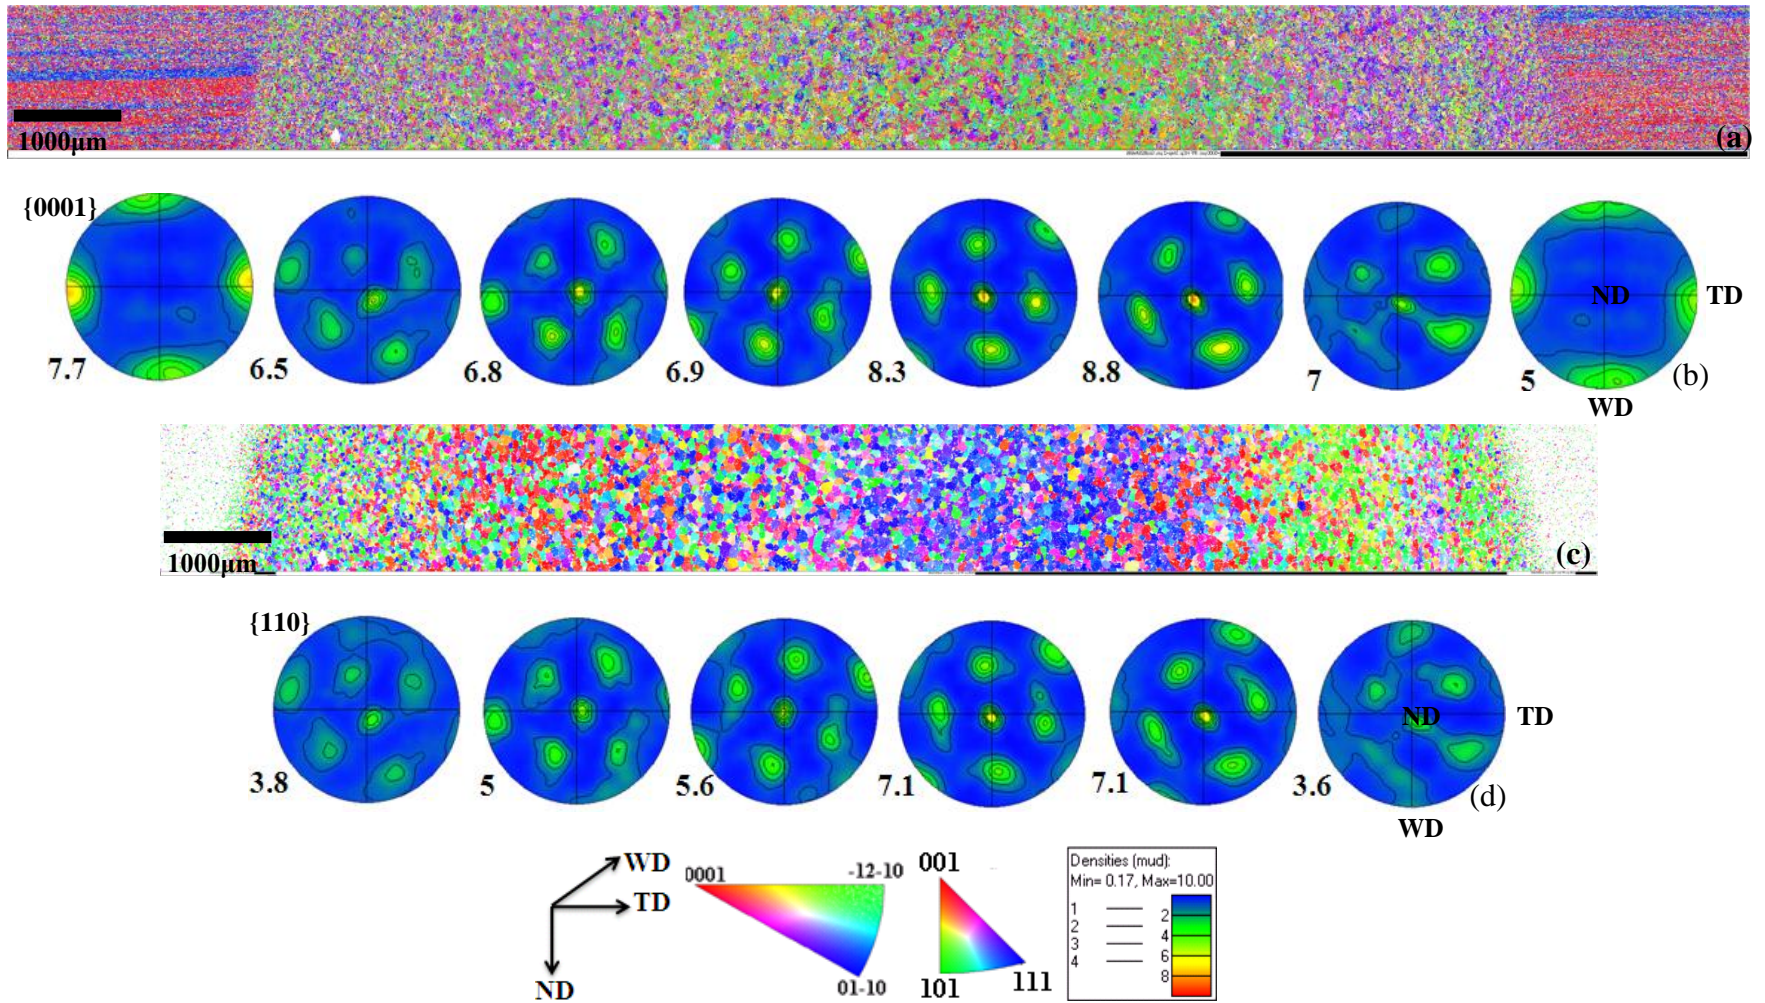 1000μm
(a)
{0001}
ND
TD
7.7
6.5
6.8
6.9
8.3
8.8
7
5
(b)
WD
1000μm
(c)
{110}
ND
TD
3.8
5
5.6
7.1
7.1
3.6
(d)
WD
WD
TD
ND
0001
-12-10
01-10
001
101
111
Densities (mud):
Min= 0.17, Max=10.00
1
2
3
4
2
4
6
8